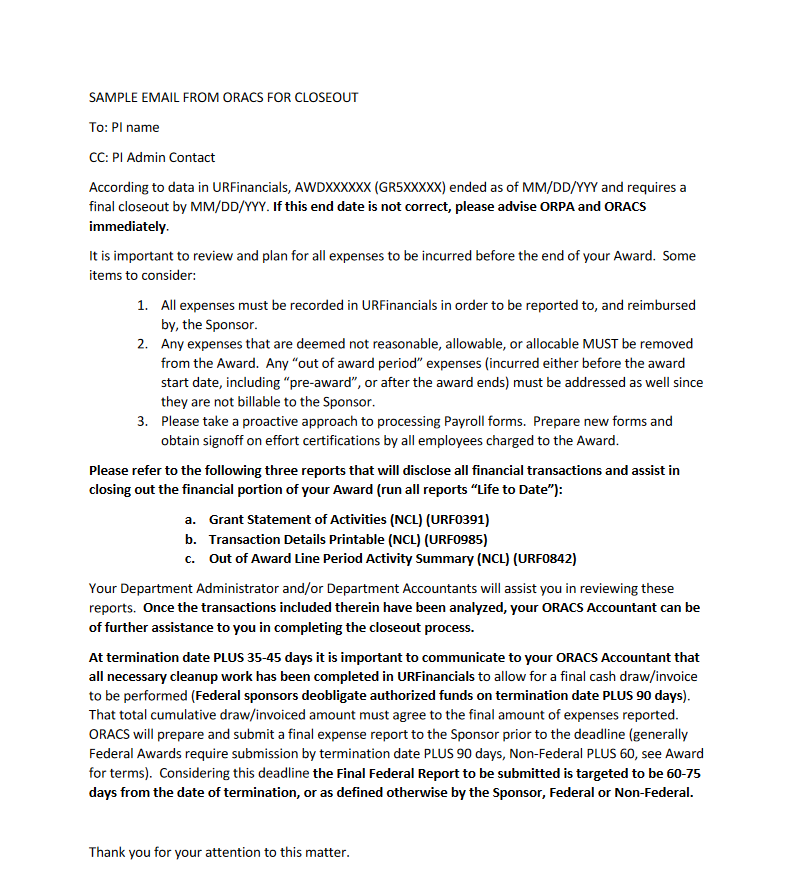 SAMPLE EMAIL FROM ORACS FOR CLOSEOUT
To: PI name
CC: PI Admin Contact
According to data in URFinancials, AWDXXXXXX (GR5XXXXX) ended as of MM/DD/YYY and requires a
final closeout by MM/DD/YYY. If this end date is not correct, please advise ORPA and ORACS
immediately.
It is important to review and plan for all expenses to be incurred before the end of your Award.  Some
items to consider:
1. All expenses must be recorded in URFinancials in order to be reported to, and reimbursed
by, the Sponsor.
2. Any expenses that are deemed not reasonable, allowable, or allocable MUST be removed
from the Award.  Any “out of award period” expenses (incurred either before the award
start date, including “pre-award”, or after the award ends) must be addressed as well since
they are not billable to the Sponsor.
3. Please take a proactive approach to processing Payroll forms.  Prepare new forms and
obtain signoff on effort certifications by all employees charged to the Award.
Please refer to the following three reports that will disclose all financial transactions and assist in
closing out the financial portion of your Award (run all reports “Life to Date”):
a. Grant Statement of Activities (NCL) (URF0391)
b. Transaction Details Printable (NCL) (URF0985)
c. Out of Award Line Period Activity Summary (NCL) (URF0842)
Your Department Administrator and/or Department Accountants will assist you in reviewing these
reports.  Once the transactions included therein have been analyzed, your ORACS Accountant can be
of further assistance to you in completing the closeout process.
At termination date PLUS 35-45 days it is important to communicate to your ORACS Accountant that
all necessary cleanup work has been completed in URFinancials to allow for a final cash draw/invoice
to be performed (Federal sponsors deobligate authorized funds on termination date PLUS 90 days).
That total cumulative draw/invoiced amount must agree to the final amount of expenses reported.
ORACS will prepare and submit a final expense report to the Sponsor prior to the deadline (generally
Federal Awards require submission by termination date PLUS 90 days, Non-Federal PLUS 60, see Award
for terms).  Considering this deadline the Final Federal Report to be submitted is targeted to be 60-75
days from the date of termination, or as defined otherwise by the Sponsor, Federal or Non-Federal.
Thank you for your attention to this matter.